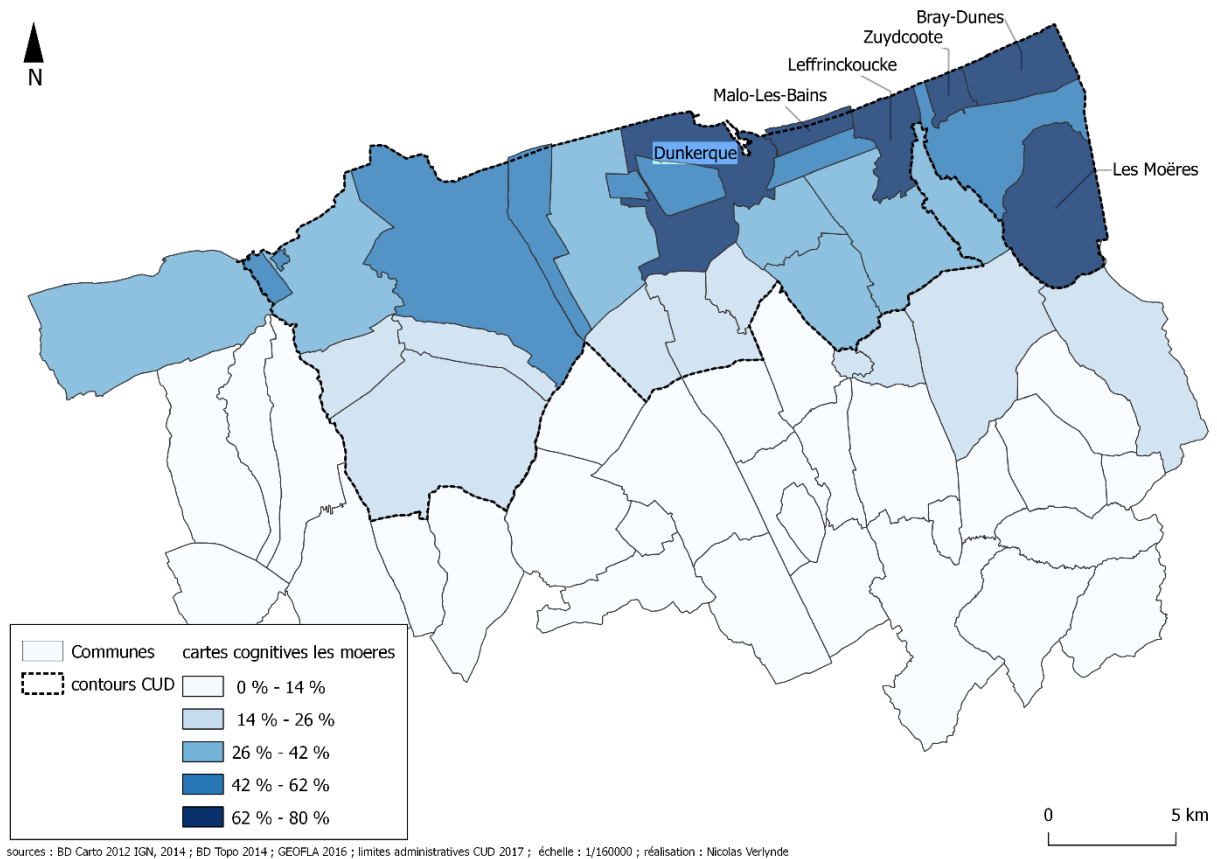 Bray-Dunes
Zuydcoote
Leffrinckoucke
Malo-Les-Bains
Dunkerque
Les Moëres
N
Communes
contours CUD
cartes cognitives les moeres
0 % - 14 %
14 % - 26 %
26 % - 42 %
42 % - 62 %
62 % - 80 %
0 5 km
sources : BD Carto 2012 IGN, 2014 ; BD Topo 2014 ; GEOFLA 2016 ; limites administratives CUD 2017 ; échelle : 1/160000 ; réalisation : Nicolas Verlynde